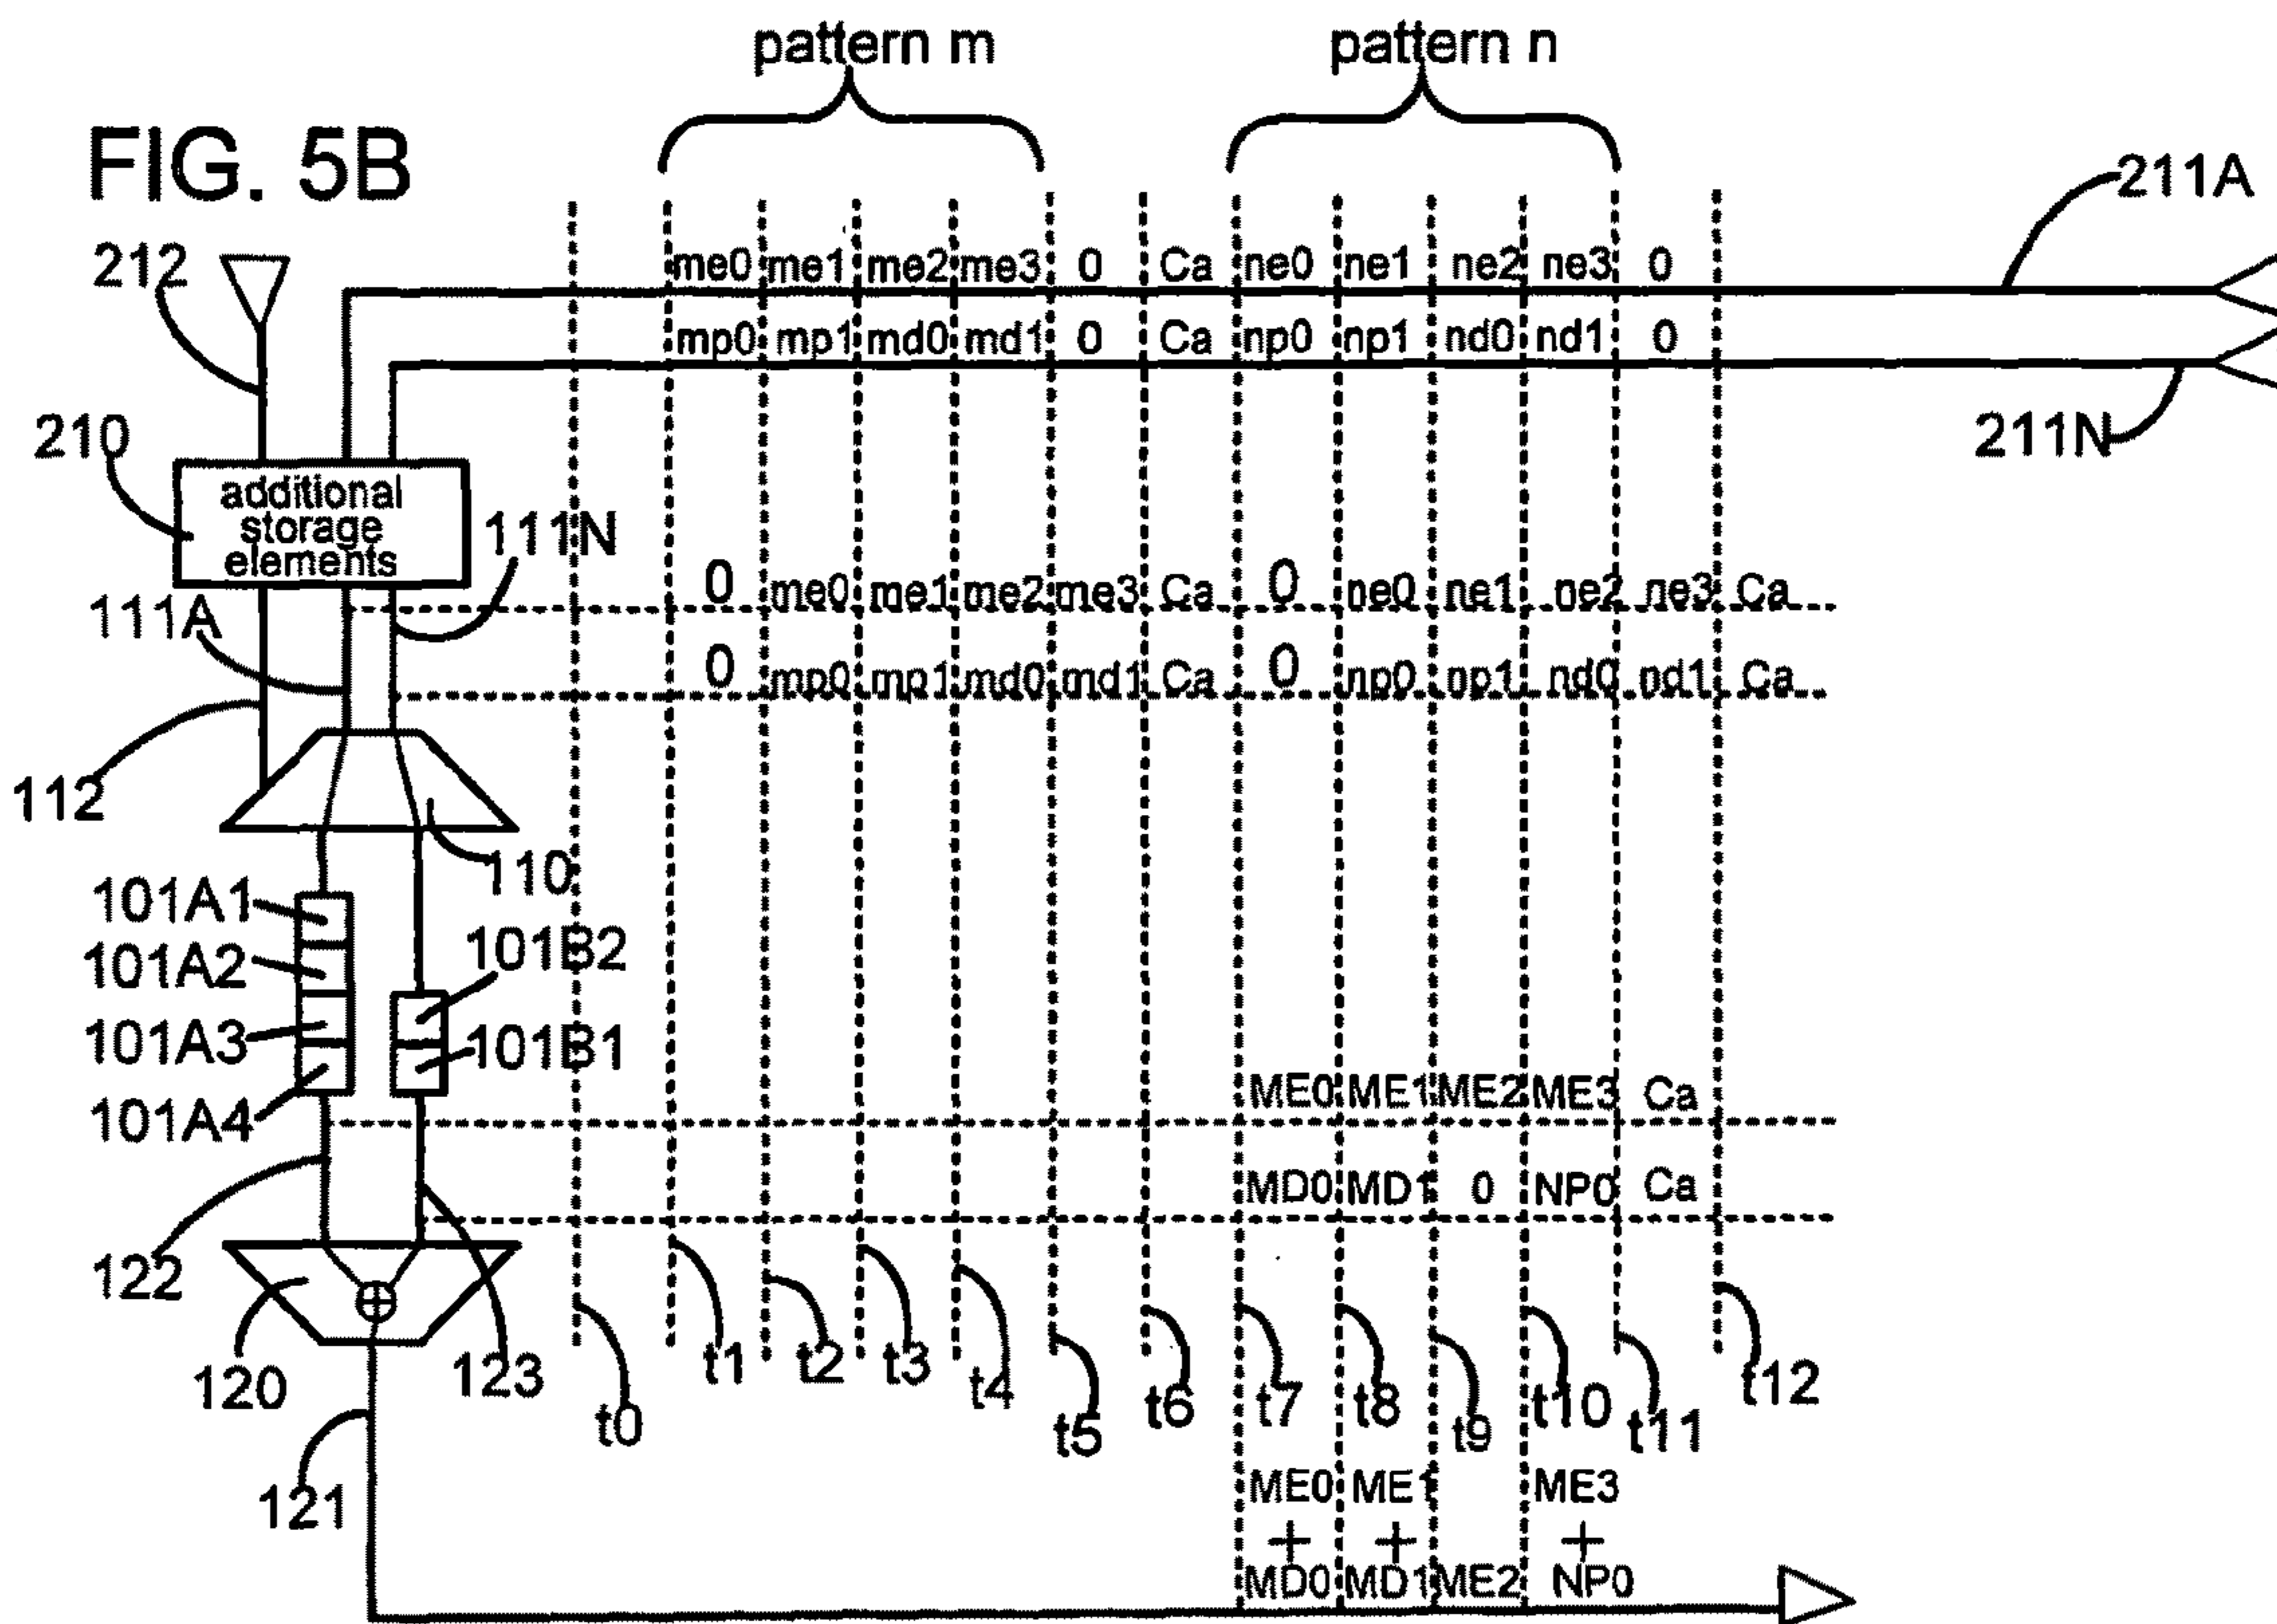 pattern m pattern n
FIG. 5B
211A
212
me0 me1 me2 me3 0 Ca ne0 ne1 ne2 ne3 0
mp0 mp1 md0 md1 0 Ca np0 np1 nd0 nd1 0
211N
210
additional
storage
elements
111N
111A
0 me0 me1 me2 me3 Ca 0 ne0 ne1 ne2 ne3 Ca
0 mp0 mp1 md0 md1 Ca 0 np0 np1 nd0 nd1 Ca
112
110
101A1
101A2
101B2
101A3
101B1
101A4
ME0 ME1 ME2 ME3 Ca
MD0 MD1 0 NP0 Ca
122
120
123
t0 t1 t2 t3 t4 t5 t6 t7 t8 t9 t10 t11 t12
121
ME0 ME1 ME3
+ + +
MD0 MD1 ME2 NP0